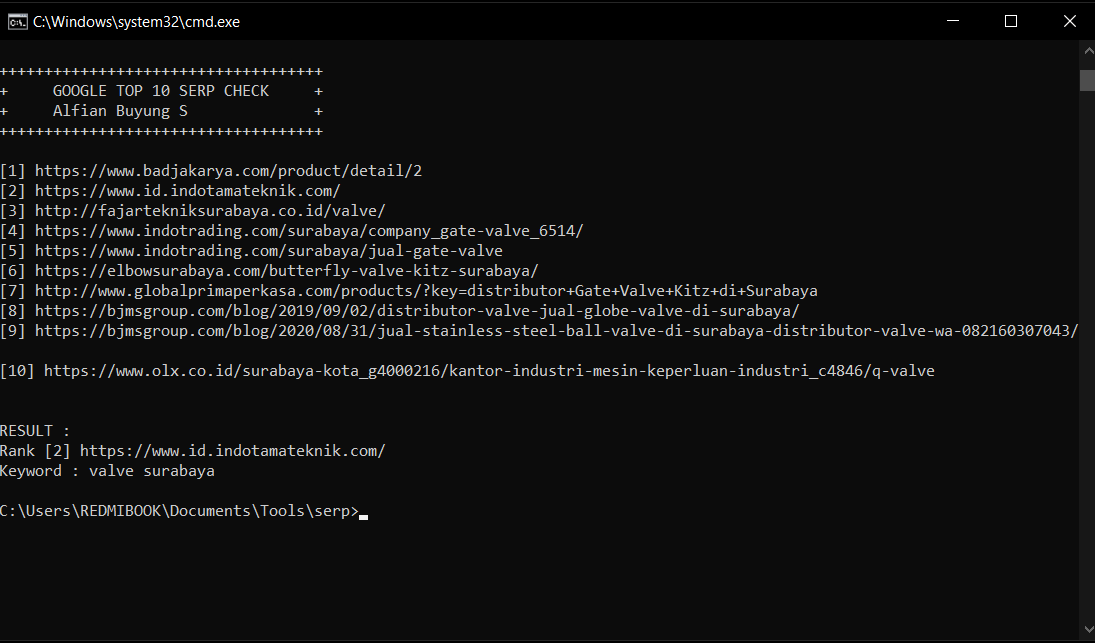 C:\Windows\system32\cmd.exe
++++++++++++++++++++++++++++++++++++
+     GOOGLE TOP 10 SERP CHECK     +
+     Alfian Buyung S              +
++++++++++++++++++++++++++++++++++++
[1] https://www.badjakarya.com/product/detail/2
[2] https://www.id.indotamateknik.com/
[3] http://fajartekniksurabaya.co.id/valve/
[4] https://www.indotrading.com/surabaya/company_gate-valve_6514/
[5] https://www.indotrading.com/surabaya/jual-gate-valve
[6] https://elbowsurabaya.com/butterfly-valve-kitz-surabaya/
[7] http://www.globalprimaperkasa.com/products/?key=distributor+Gate+Valve+Kitz+di+Surabaya
[8] https://bjmsgroup.com/blog/2019/09/02/distributor-valve-jual-globe-valve-di-surabaya/
[9] https://bjmsgroup.com/blog/2020/08/31/jual-stainless-steel-ball-valve-di-surabaya-distributor-valve-wa-082160307043/
[10] https://www.olx.co.id/surabaya-kota_g4000216/kantor-industri-mesin-keperluan-industri_c4846/q-valve
RESULT :
Rank [2] https://www.id.indotamateknik.com/
Keyword : valve surabaya
C:\Users\REDMIBOOK\Documents\Tools\serp>